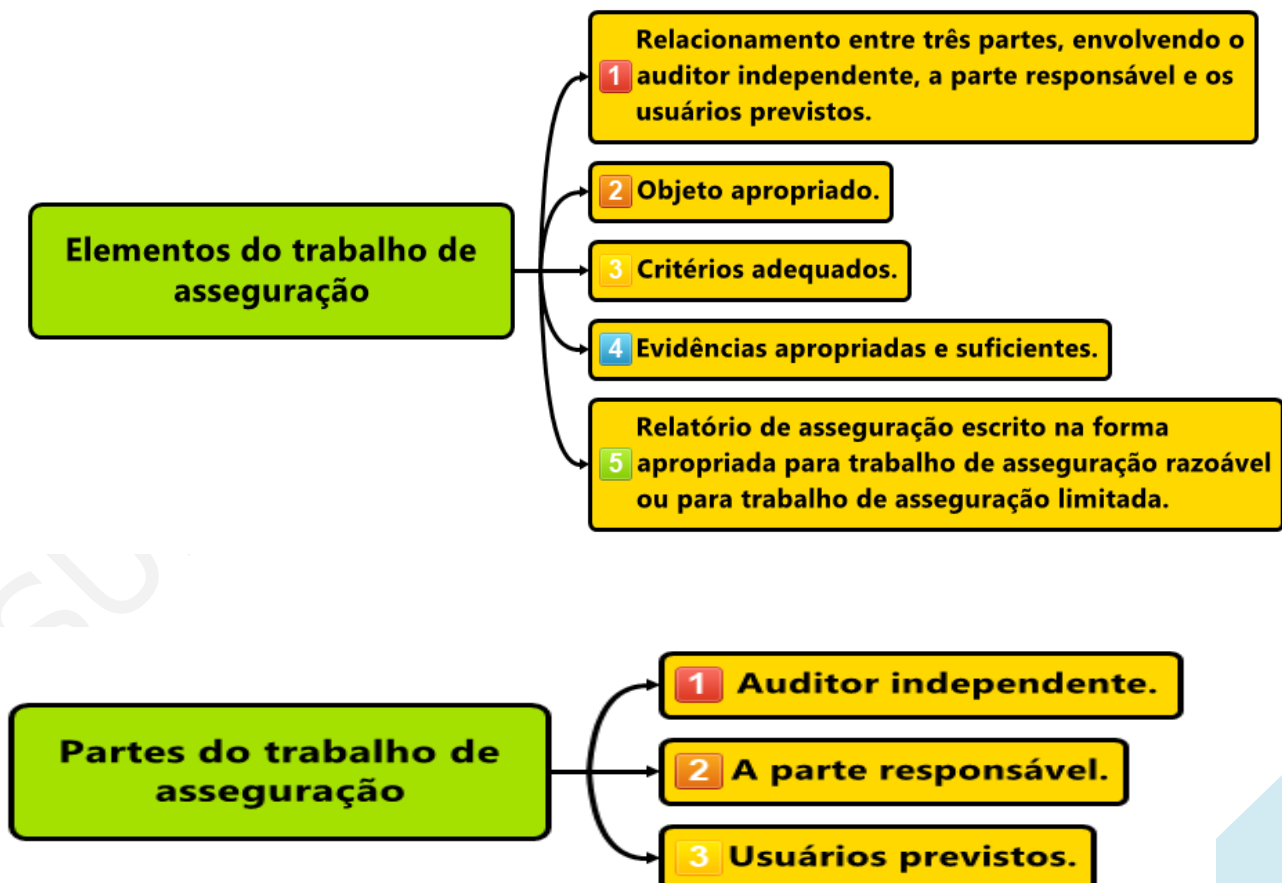 Elementos do trabalho de
asseguração
1 Relacionamento entre três partes, envolvendo o
auditor independente, a parte responsável e os
usuários previstos.
2 Objeto apropriado.
3 Critérios adequados.
4 Evidências apropriadas e suficientes.
5 Relatório de asseguração escrito na forma
apropriada para trabalho de asseguração razoável
ou para trabalho de asseguração limitada.
Partes do trabalho de
asseguração
1 Auditor independente.
2 A parte responsável.
3 Usuários previstos.